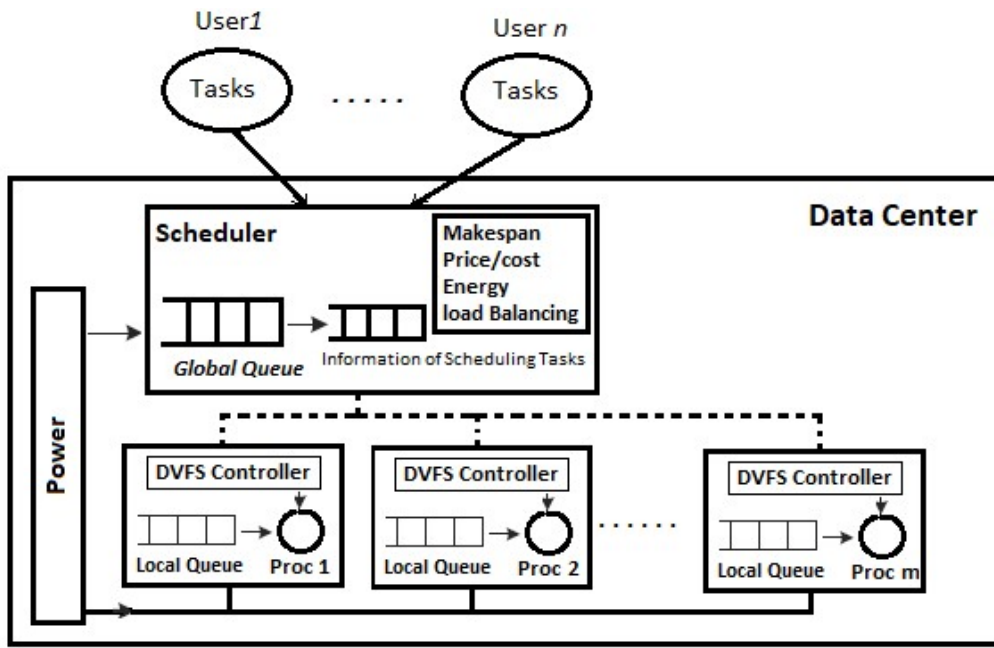 User1
User n
Tasks
.....
Tasks
Data Center
Scheduler
Makespan
Price/cost
Energy
load Balancing
Global Queue
Information of Scheduling Tasks
Power
DVFS Controller
Local Queue
Proc 1
DVFS Controller
Local Queue
Proc 2
......
DVFS Controller
Local Queue
Proc m